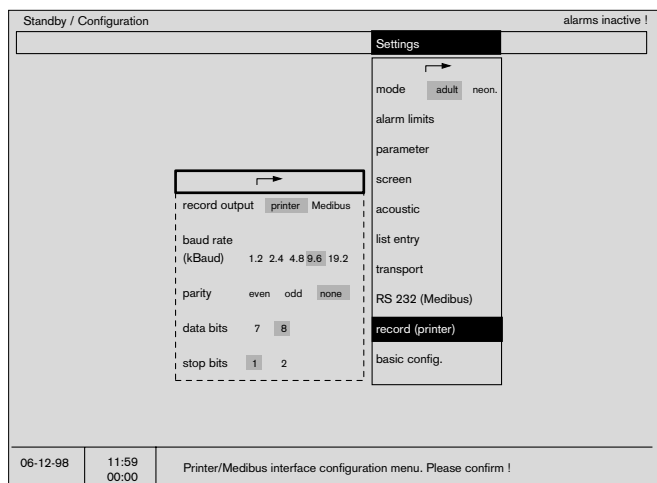 Standby / Configuration alarms inactive !
Settings
mode adult neon.
alarm limits
parameter
screen
record output printer Medibus
acoustic
baud rate
(kBaud) 1.2 2.4 4.8 9.6 19.2
list entry
transport
parity even odd none
RS 232 (Medibus)
data bits 7 8
record (printer)
stop bits 1 2
basic config.
06-12-98 11:59
00:00
Printer/Medibus interface configuration menu. Please confirm !